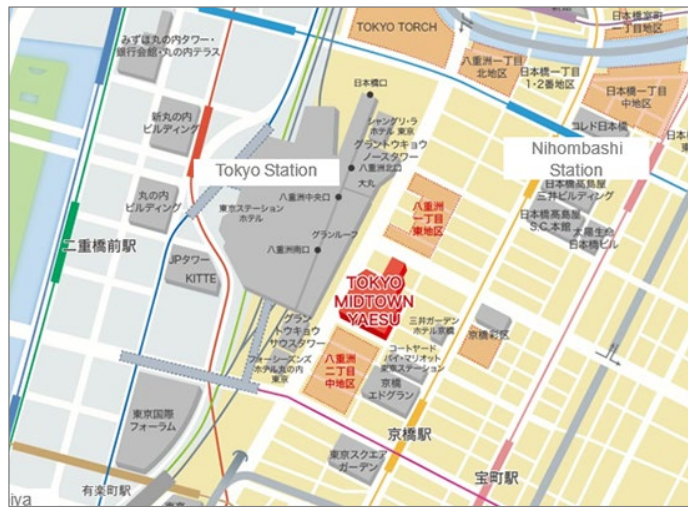 TOKYO TORCH
日本橋室町
一丁目地区
みずほ丸の内タワー・
銀行会館・丸の内テラス
八重洲一丁目
北地区
日本橋一丁目
1・2番地区
日本橋一丁目
中地区
日本橋口
新丸の内
ビルディング
シャングリ・ラ
ホテル 東京
グラントウキョウ
ノースタワー
コレド日本橋
Tokyo Station
八重洲北口
大丸
Nihombashi
Station
丸の内
ビルディング
八重洲中央口
東京ステーション
ホテル
八重洲
一丁目
東地区
日本橋髙島屋
三井ビルディング
日本橋髙島屋
S.C.本館
太陽生命
日本橋ビル
二重橋前駅
JPタワー
KITTE
グランルーフ
八重洲南口
TOKYO
MIDTOWN
YAESU
グラン
トウキョウ
サウスタワー
三井ガーデン
ホテル京橋
京橋彩区
フォーシーズンズ
ホテル丸の内
東京
八重洲
二丁目
中地区
コートヤード
バイ・マリオット
東京ステーション
京橋
エドグラン
東京国際
フォーラム
京橋駅
東京スクエア
ガーデン
宝町駅
有楽町駅
iya